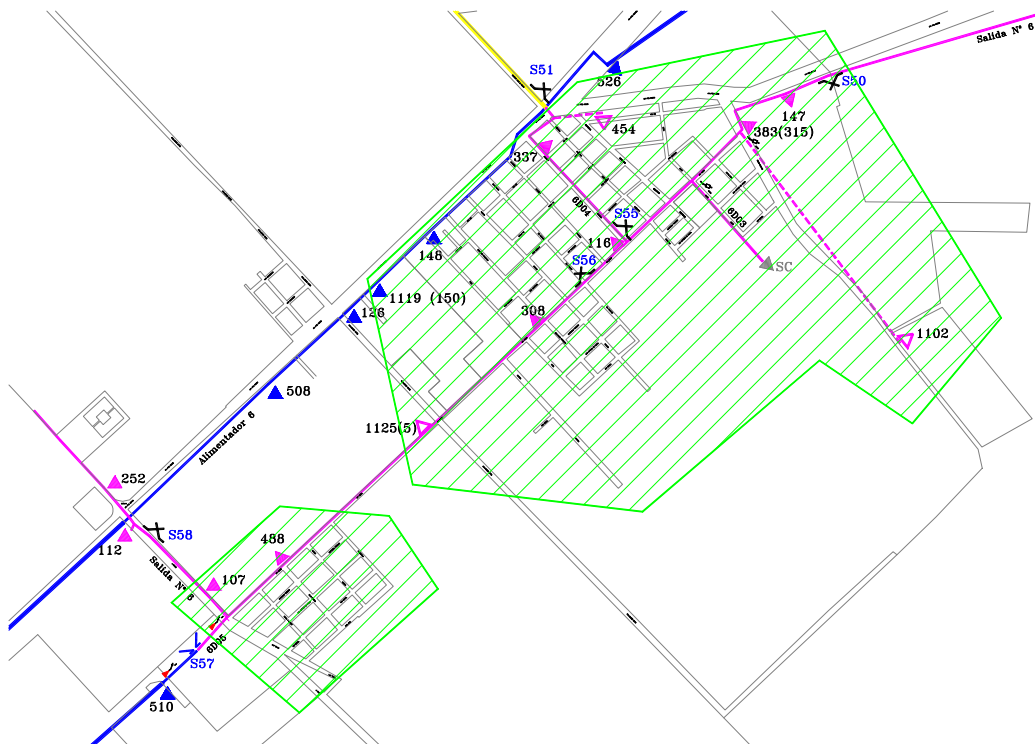 Salida N° 6
S51
526
S50
147
454
383(315)
337
6D04
6D03
S55
116
148
SC
S56
1119 (150)
126
308
1102
508
1125(5)
Alimentador 6
252
S58
112
488
Salida N° 6
107
6D05
S57
510